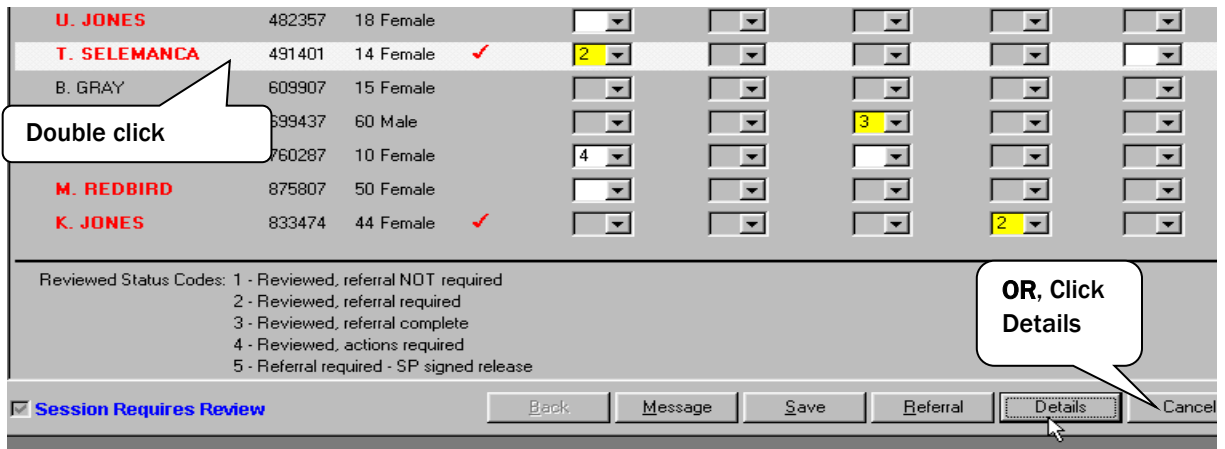 U. JONES 482357 18 Female
T. SELEMANCA 491401 14 Female ✓ 2
B. GRAY 609907 15 Female
Double click
699437 60 Male 3
760287 10 Female 4
M. REDBIRD 875807 50 Female
K. JONES 833474 44 Female ✓ 2
Reviewed Status Codes: 1 - Reviewed, referral NOT required
2 - Reviewed, referral required
3 - Reviewed, referral complete
4 - Reviewed, actions required
5 - Referral required - SP signed release
OR, Click
Details
Session Requires Review Back Message Save Referral Details Cancel